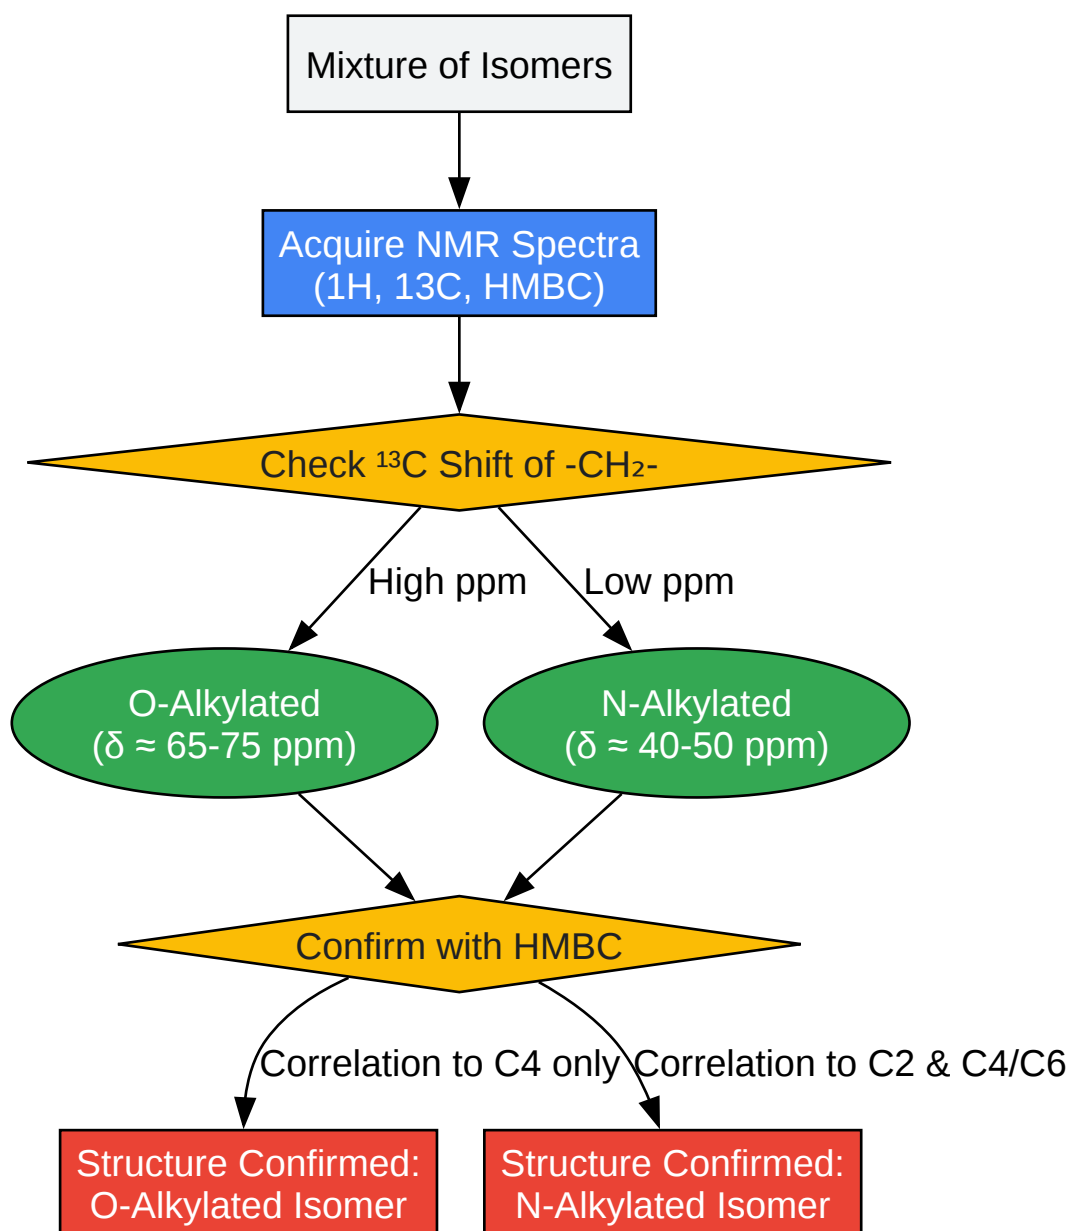 Mixture of Isomers
Acquire NMR Spectra
(1H, 13C, HMBC)
Check ¹³C Shift of -CH₂-
High ppm
Low ppm
O-Alkylated
(δ ≈ 65-75 ppm)
N-Alkylated
(δ ≈ 40-50 ppm)
Confirm with HMBC
Correlation to C4 only
Correlation to C2 & C4/C6
Structure Confirmed:
O-Alkylated Isomer
Structure Confirmed:
N-Alkylated Isomer